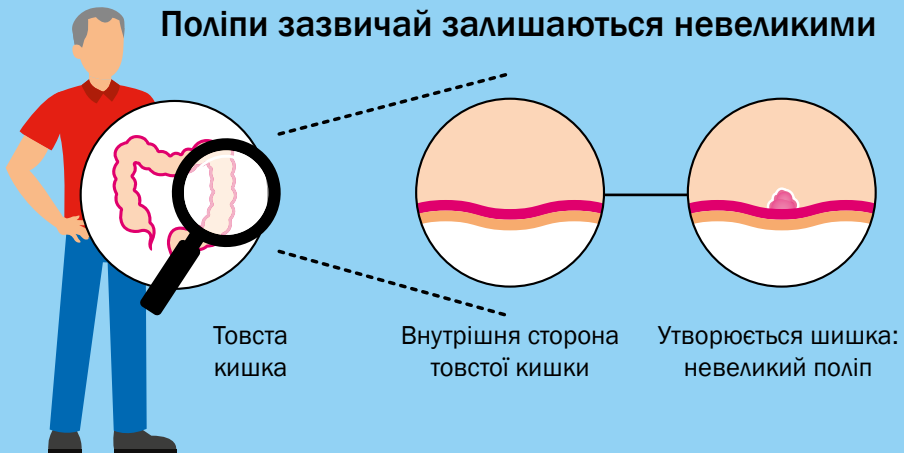 Поліпи зазвичай залишаються невеликими
Товста
кишка
Внутрішня сторона
товстої кишки
Утворюється шишка:
невеликий поліп